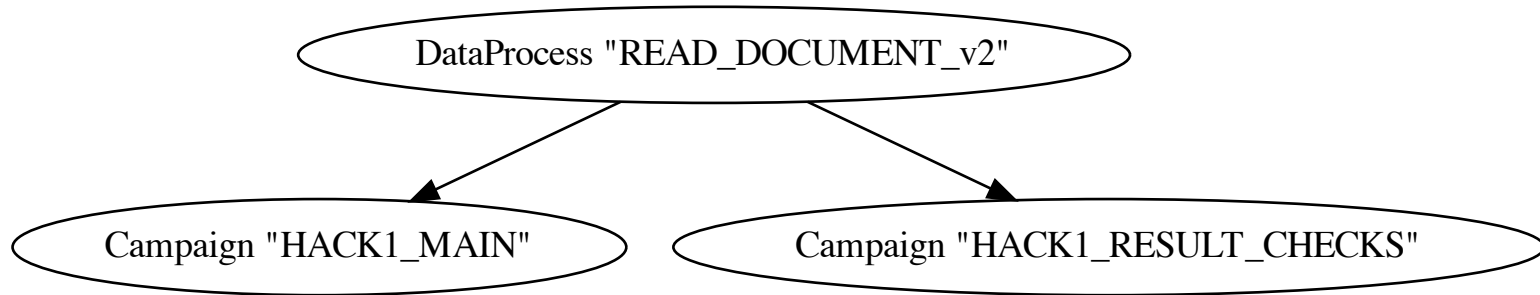 DataProcess "READ_DOCUMENT_v2"
Campaign "HACK1_MAIN"
Campaign "HACK1_RESULT_CHECKS"